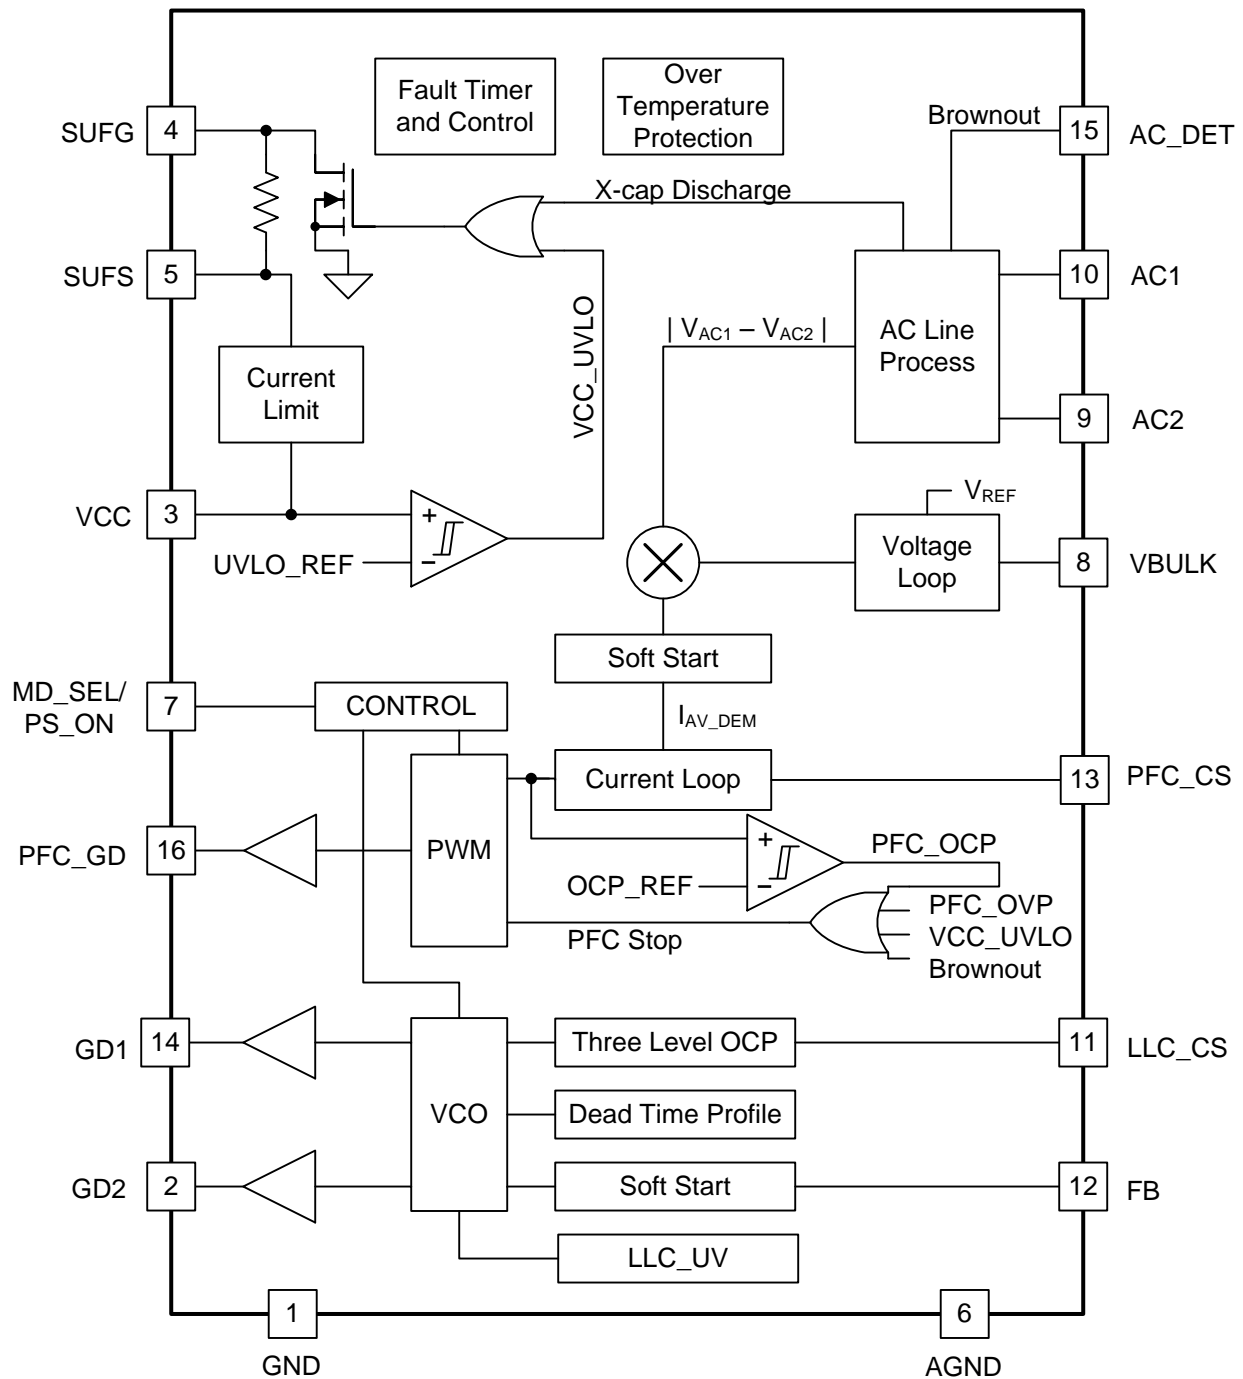 Fault Timer
and Control
Over
Temperature
Protection
Brownout
SUFG
4
15
AC_DET
X-cap Discharge
SUFS
5
10
AC1
VCC_UVLO
| VAC1 – VAC2 |
AC Line
Process
Current
Limit
9
AC2
VREF
VCC
3
+
−
UVLO_REF
Voltage
Loop
8
VBULK
Soft Start
MD_SEL/
PS_ON
7
CONTROL
IAV_DEM
Current Loop
13
PFC_CS
PFC_GD
16
PWM
+
−
OCP_REF
PFC_OCP
PFC Stop
PFC_OVP
VCC_UVLO
Brownout
GD1
14
Three Level OCP
11
LLC_CS
VCO
Dead Time Profile
GD2
2
Soft Start
12
FB
LLC_UV
1
GND
6
AGND